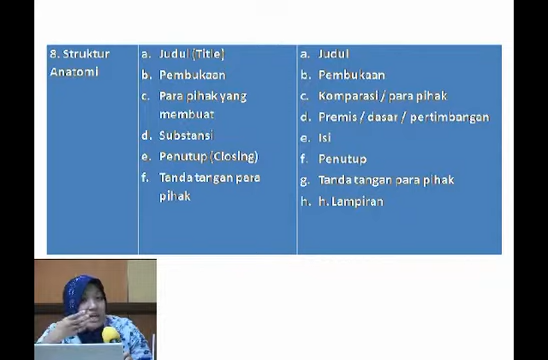 8. Struktur
Anatomi
a. Judul (Title)
b. Pembukaan
c. Para pihak yang
membuat
d. Substansi
e. Penutup (Closing)
f. Tanda tangan para
pihak
a. Judul
b. Pembukaan
c. Komparasi / para pihak
d. Premis / dasar / pertimbangan
e. Isi
f. Penutup
g. Tanda tangan para pihak
h. h. Lampiran